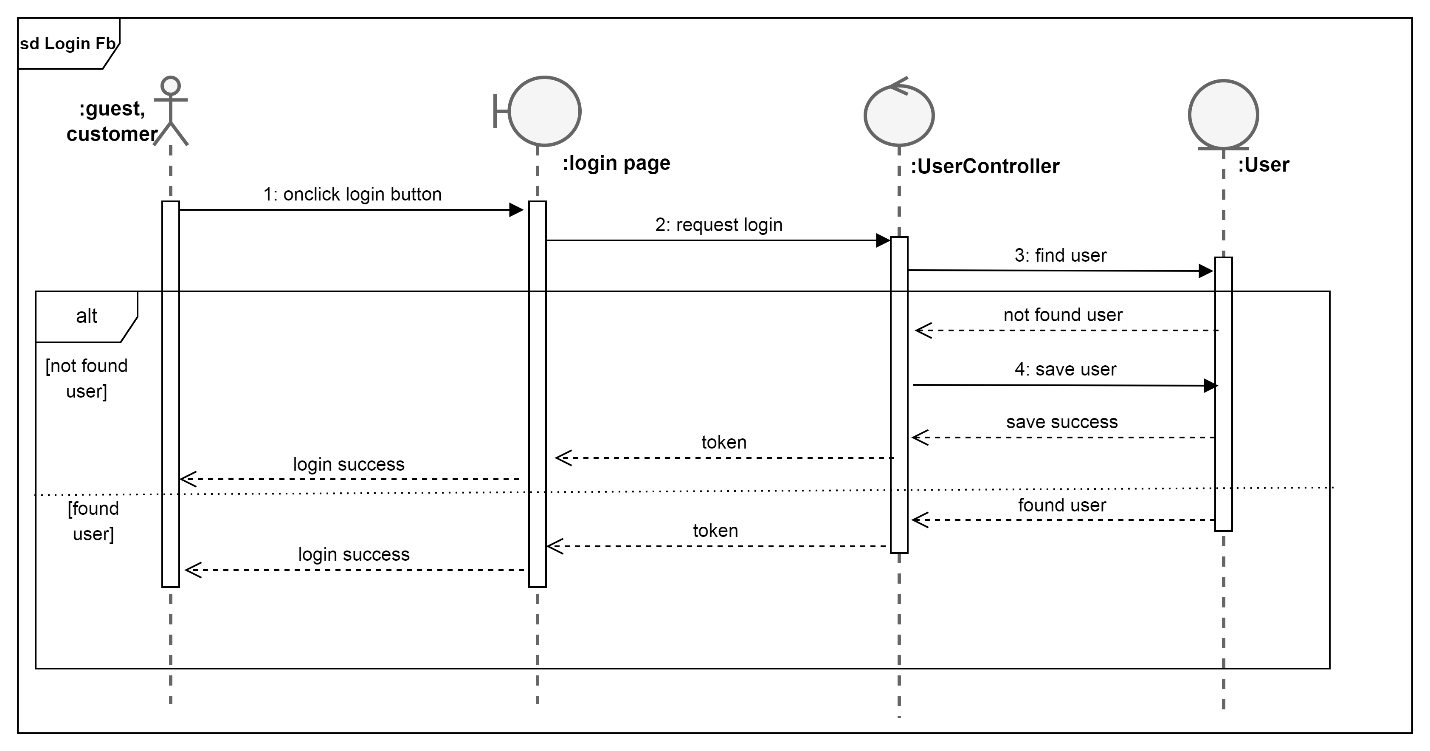 sd Login Fb
:guest,
customer
:login page
:UserController
:User
1: onclick login button
2: request login
3: find user
alt
not found user
[not found
user]
4: save user
save success
token
login success
[found
user]
found user
token
login success